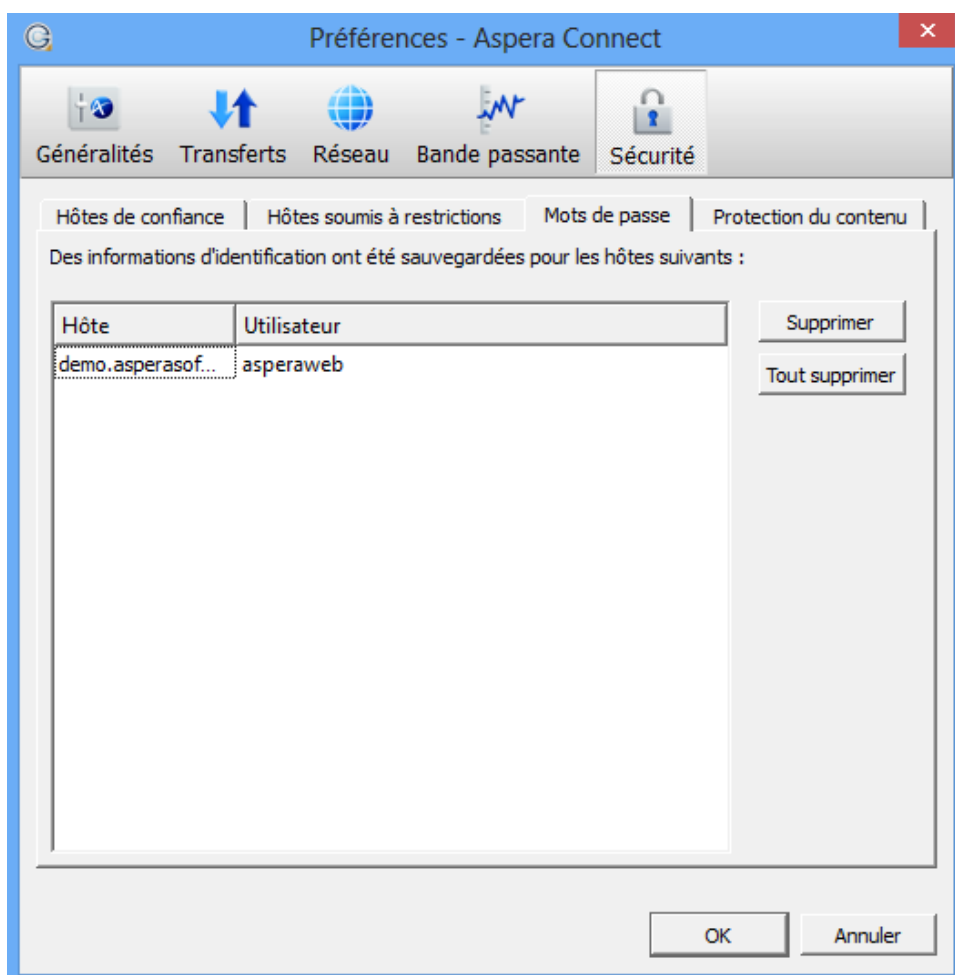 Préférences - Aspera Connect
Généralités Transferts Réseau Bande passante Sécurité
Hôtes de confiance Hôtes soumis à restrictions Mots de passe Protection du contenu
Des informations d'identification ont été sauvegardées pour les hôtes suivants :
Hôte Utilisateur Supprimer
demo.asperasof... asperaweb
Tout supprimer
OK Annuler